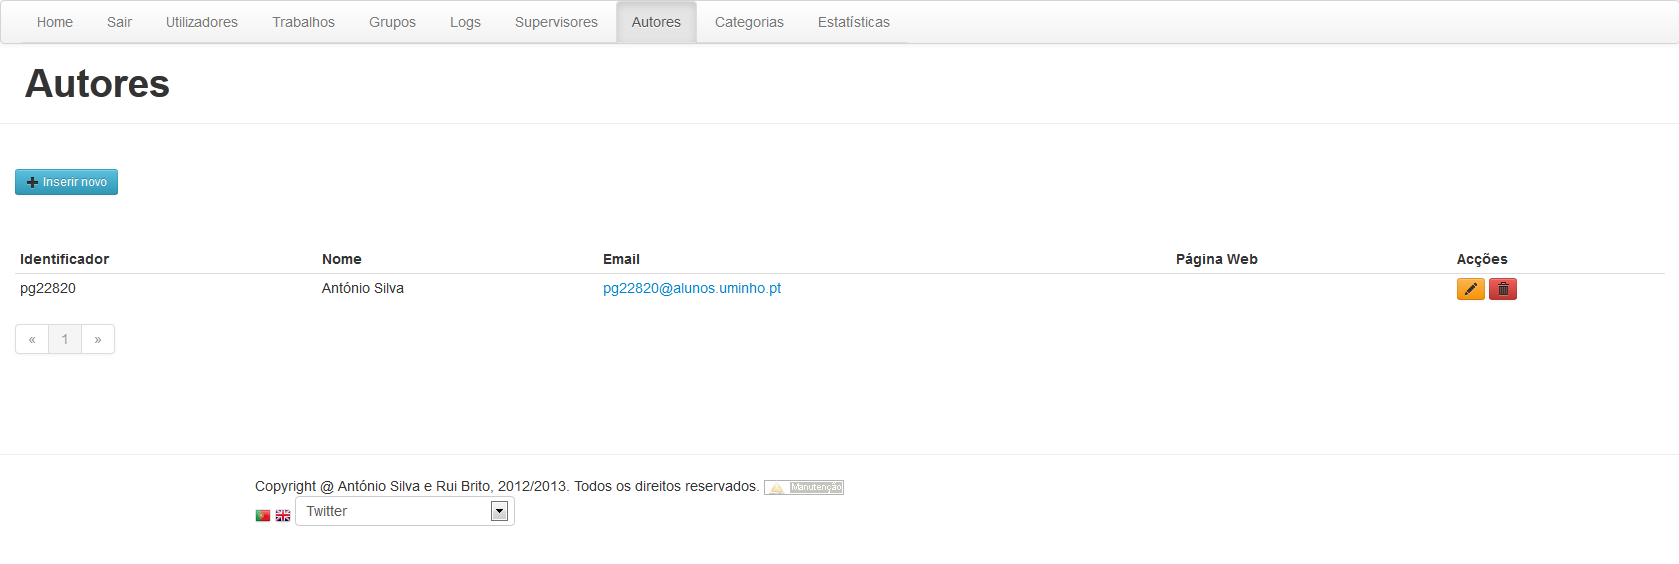 Home Sair Utilizadores Trabalhos Grupos Logs Supervisores Autores Categorias Estatísticas
Autores
Inserir novo
Identificador Nome Email Página Web Acções
pg22820 António Silva pg22820@alunos.uminho.pt
« 1 »
Copyright @ António Silva e Rui Brito, 2012/2013. Todos os direitos reservados. Manutenção
Twitter